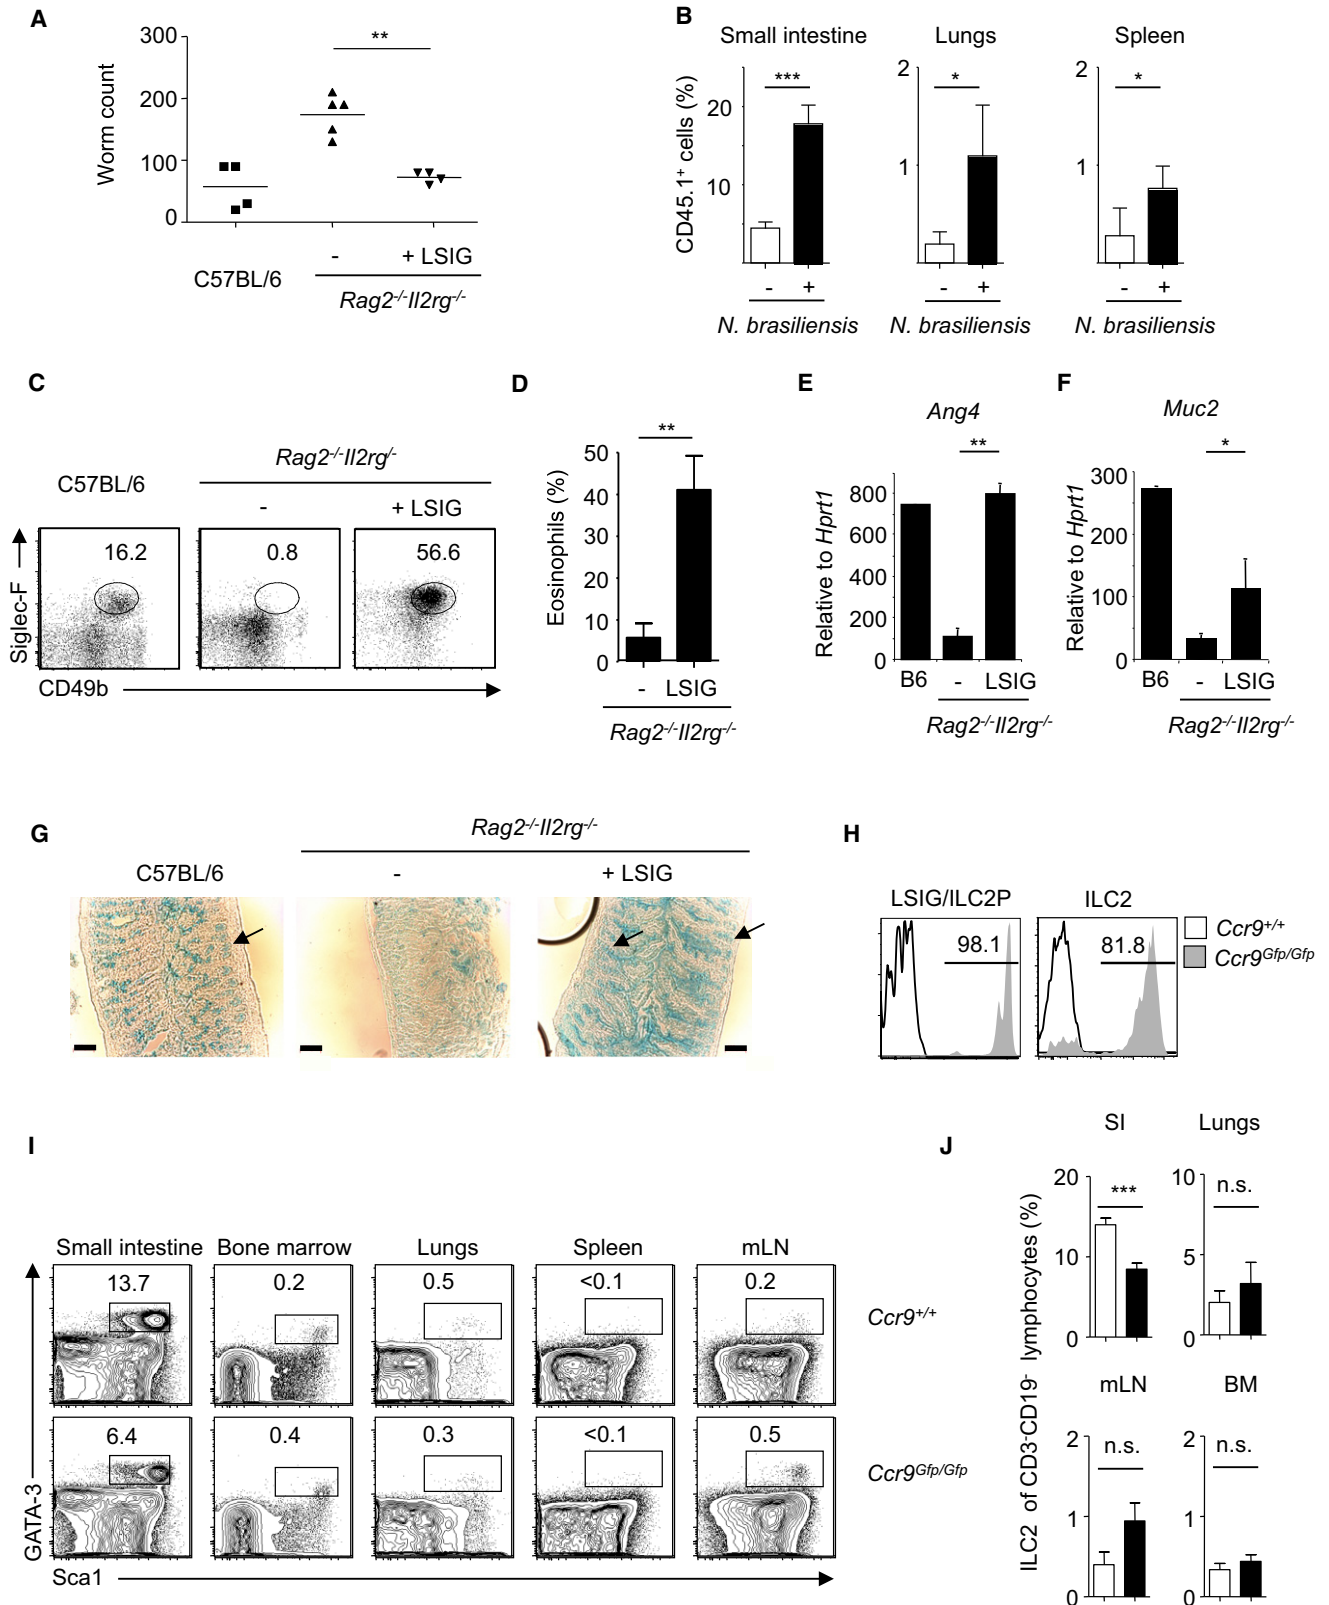 A
300
200
100
0
Worm count
**
- + LSIG
C57BL/6
Rag2-/-Il2rg-/-
B
Small intestine Lungs Spleen
CD45.1+ cells (%)
20
10
***
- +
N. brasiliensis
2
1
*
- +
N. brasiliensis
2
1
*
- +
N. brasiliensis
C
Rag2-/-Il2rg/-
C57BL/6
- + LSIG
16.2 0.8 56.6
Siglec-F
CD49b
D
**
50
40
30
20
10
0
Eosinophils (%)
- LSIG
Rag2-/-Il2rg-/-
E
Ang4
**
800
600
400
200
0
Relative to Hprt1
B6 - LSIG
Rag2-/-Il2rg-/-
F
Muc2
*
300
200
100
0
Relative to Hprt1
B6 - LSIG
Rag2-/-Il2rg-/-
G
Rag2-/-Il2rg-/-
C57BL/6 - + LSIG
H
LSIG/ILC2P ILC2
98.1 81.8
Ccr9+/+
Ccr9Gfp/Gfp
I
Small intestine Bone marrow Lungs Spleen mLN
13.7 0.2 0.5 <0.1 0.2
Ccr9+/+
6.4 0.4 0.3 <0.1 0.5
Ccr9Gfp/Gfp
GATA-3
Sca1
J
ILC2 of CD3-CD19- lymphocytes (%)
SI Lungs
20
10
0
***
10
5
0
n.s.
mLN BM
2
1
0
n.s.
2
1
0
n.s.